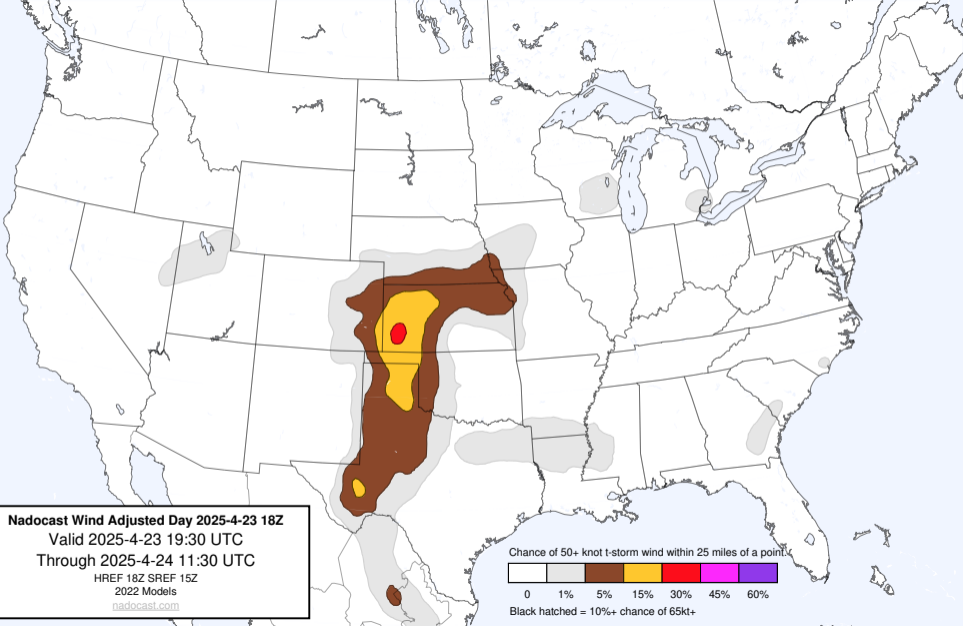 Nadocast Wind Adjusted Day 2025-4-23 18Z
Valid 2025-4-23 19:30 UTC
Through 2025-4-24 11:30 UTC
HREF 18Z SREF 15Z
2022 Models
nadocast.com
Chance of 50+ knot t-storm wind within 25 miles of a point.
0 1% 5% 15% 30% 45% 60%
Black hatched = 10%+ chance of 65kt+